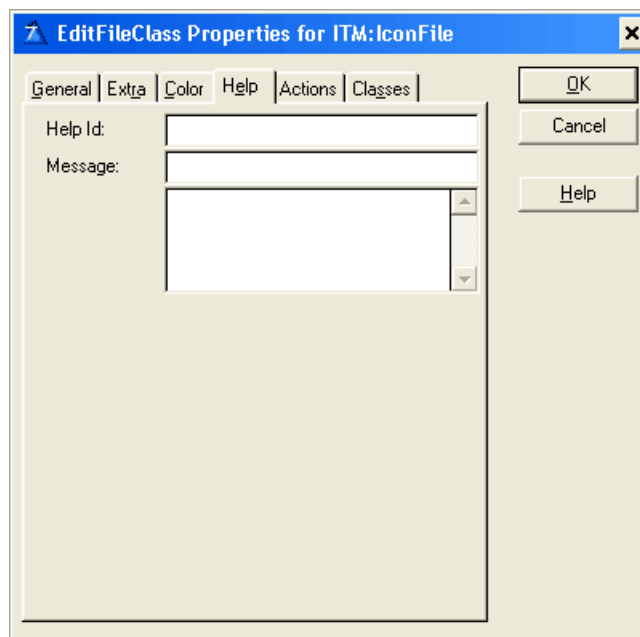 EditFileClass Properties for ITM:IconFile
General Extra Color Help Actions Classes
OK
Help Id:
Cancel
Message:
Help